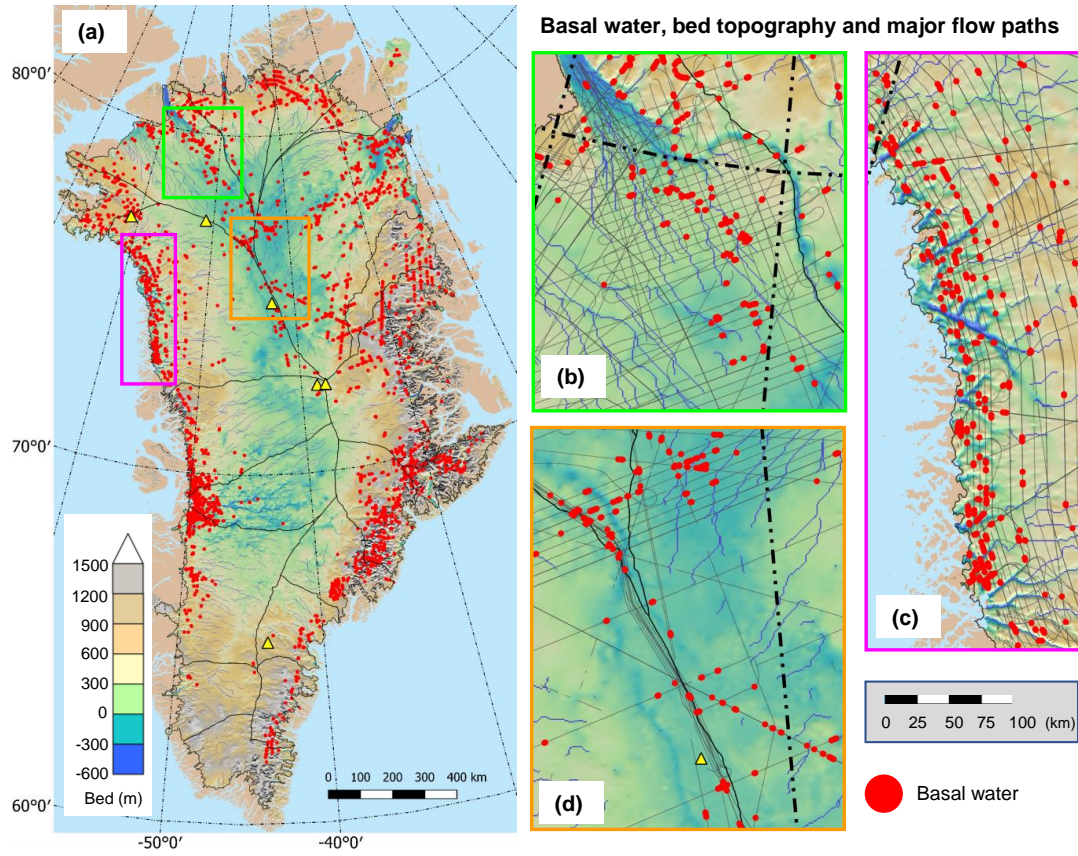 Basal water, bed topography and major flow paths
(a)
80°0′
70°0′
60°0′
-50°0′
-40°0′
1500
1200
900
600
300
0
-300
-600
Bed (m)
0 100 200 300 400 km
(b)
(c)
(d)
0 25 50 75 100 (km)
Basal water